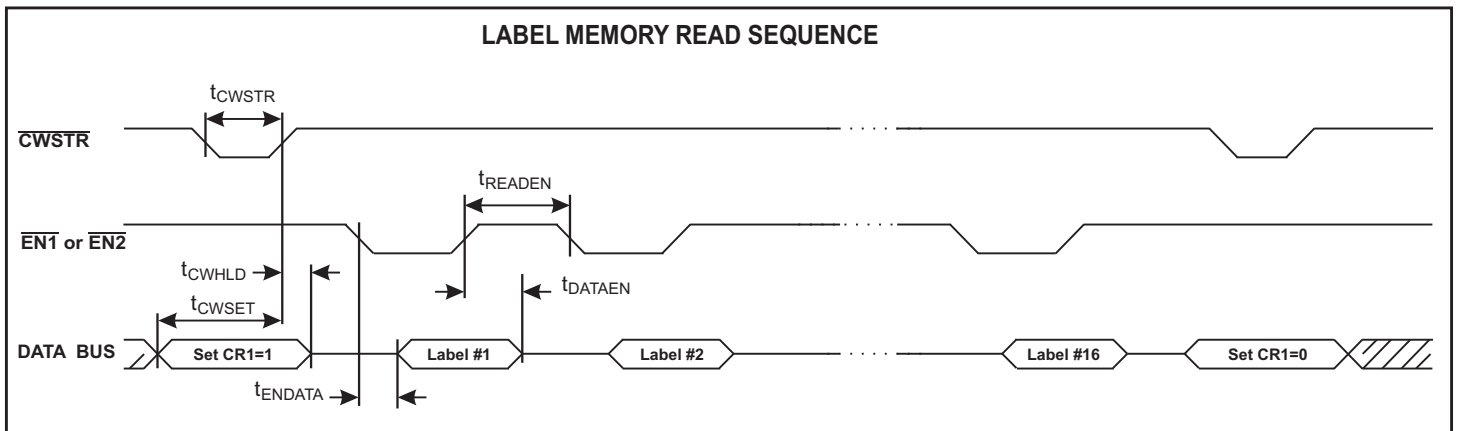 LABEL MEMORY READ SEQUENCE
tCWSTR
CWSTR
tREADEN
EN1 or EN2
tCWHLD
tDATAEN
tCWSET
DATA BUS
Set CR1=1
Label #1
Label #2
Label #16
Set CR1=0
tENDATA